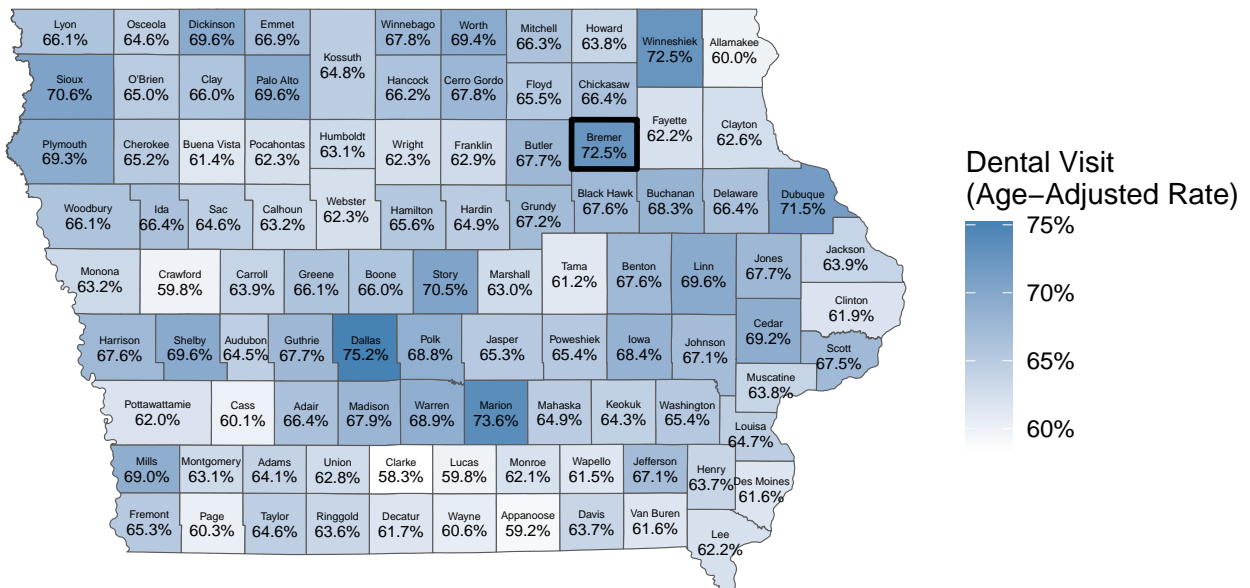 Lyon
66.1%
Osceola
64.6%
Dickinson
69.6%
Emmet
66.9%
Kossuth
64.8%
Winnebago
67.8%
Worth
69.4%
Mitchell
66.3%
Howard
63.8%
Winneshiek
72.5%
Allamakee
60.0%
Sioux
70.6%
O'Brien
65.0%
Clay
66.0%
Palo Alto
69.6%
Hancock
66.2%
Cerro Gordo
67.8%
Floyd
65.5%
Chickasaw
66.4%
Fayette
62.2%
Clayton
62.6%
Plymouth
69.3%
Cherokee
65.2%
Buena Vista
61.4%
Pocahontas
62.3%
Humboldt
63.1%
Wright
62.3%
Franklin
62.9%
Butler
67.7%
Bremer
72.5%
Woodbury
66.1%
Ida
66.4%
Sac
64.6%
Calhoun
63.2%
Webster
62.3%
Hamilton
65.6%
Hardin
64.9%
Grundy
67.2%
Black Hawk
67.6%
Buchanan
68.3%
Delaware
66.4%
Dubuque
71.5%
Monona
63.2%
Crawford
59.8%
Carroll
63.9%
Greene
66.1%
Boone
66.0%
Story
70.5%
Marshall
63.0%
Tama
61.2%
Benton
67.6%
Linn
69.6%
Jones
67.7%
Jackson
63.9%
Clinton
61.9%
Harrison
67.6%
Shelby
69.6%
Audubon
64.5%
Guthrie
67.7%
Dallas
75.2%
Polk
68.8%
Jasper
65.3%
Poweshiek
65.4%
Iowa
68.4%
Johnson
67.1%
Cedar
69.2%
Scott
67.5%
Muscatine
63.8%
Pottawattamie
62.0%
Cass
60.1%
Adair
66.4%
Madison
67.9%
Warren
68.9%
Marion
73.6%
Mahaska
64.9%
Keokuk
64.3%
Washington
65.4%
Louisa
64.7%
Mills
69.0%
Montgomery
63.1%
Adams
64.1%
Union
62.8%
Clarke
58.3%
Lucas
59.8%
Monroe
62.1%
Wapello
61.5%
Jefferson
67.1%
Henry
63.7%
Des Moines
61.6%
Fremont
65.3%
Page
60.3%
Taylor
64.6%
Ringgold
63.6%
Decatur
61.7%
Wayne
60.6%
Appanoose
59.2%
Davis
63.7%
Van Buren
61.6%
Lee
62.2%
Dental Visit
(Age−Adjusted Rate)
75%
70%
65%
60%